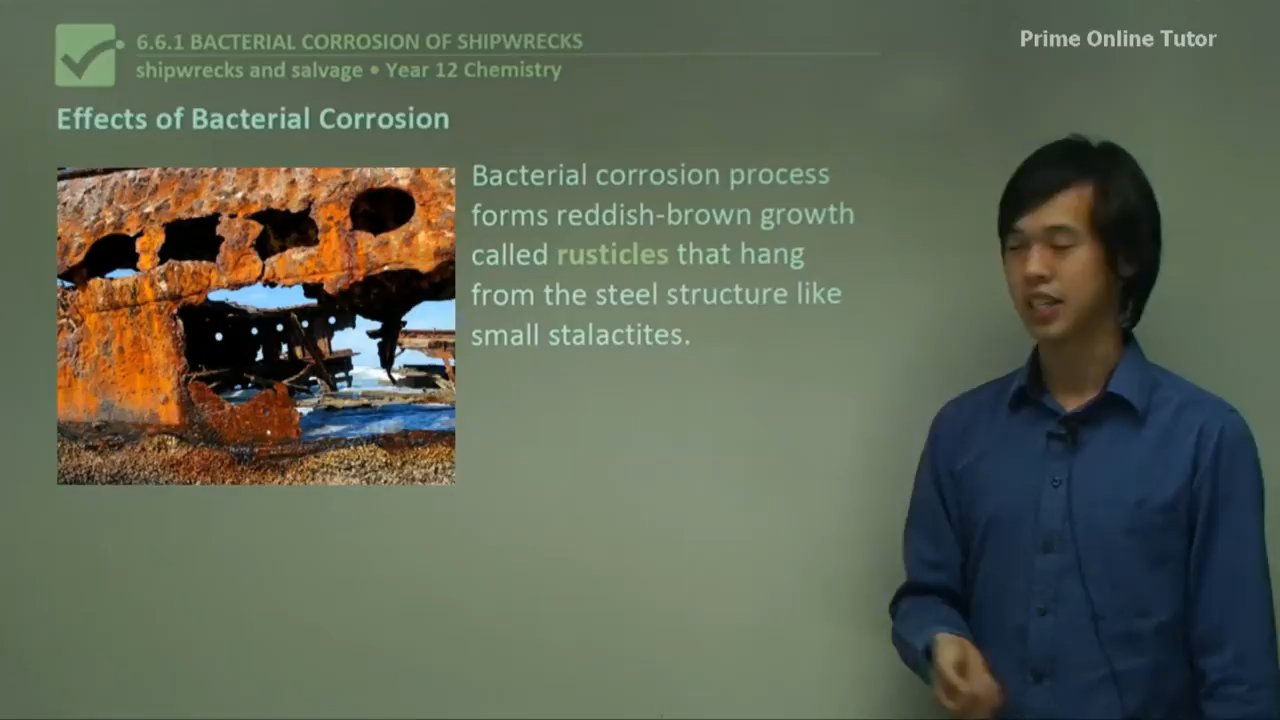 6.6.1 BACTERIAL CORROSION OF SHIPWRECKS
shipwrecks and salvage • Year 12 Chemistry
Prime Online Tutor
Effects of Bacterial Corrosion
Bacterial corrosion process
forms reddish-brown growth
called rusticles that hang
from the steel structure like
small stalactites.